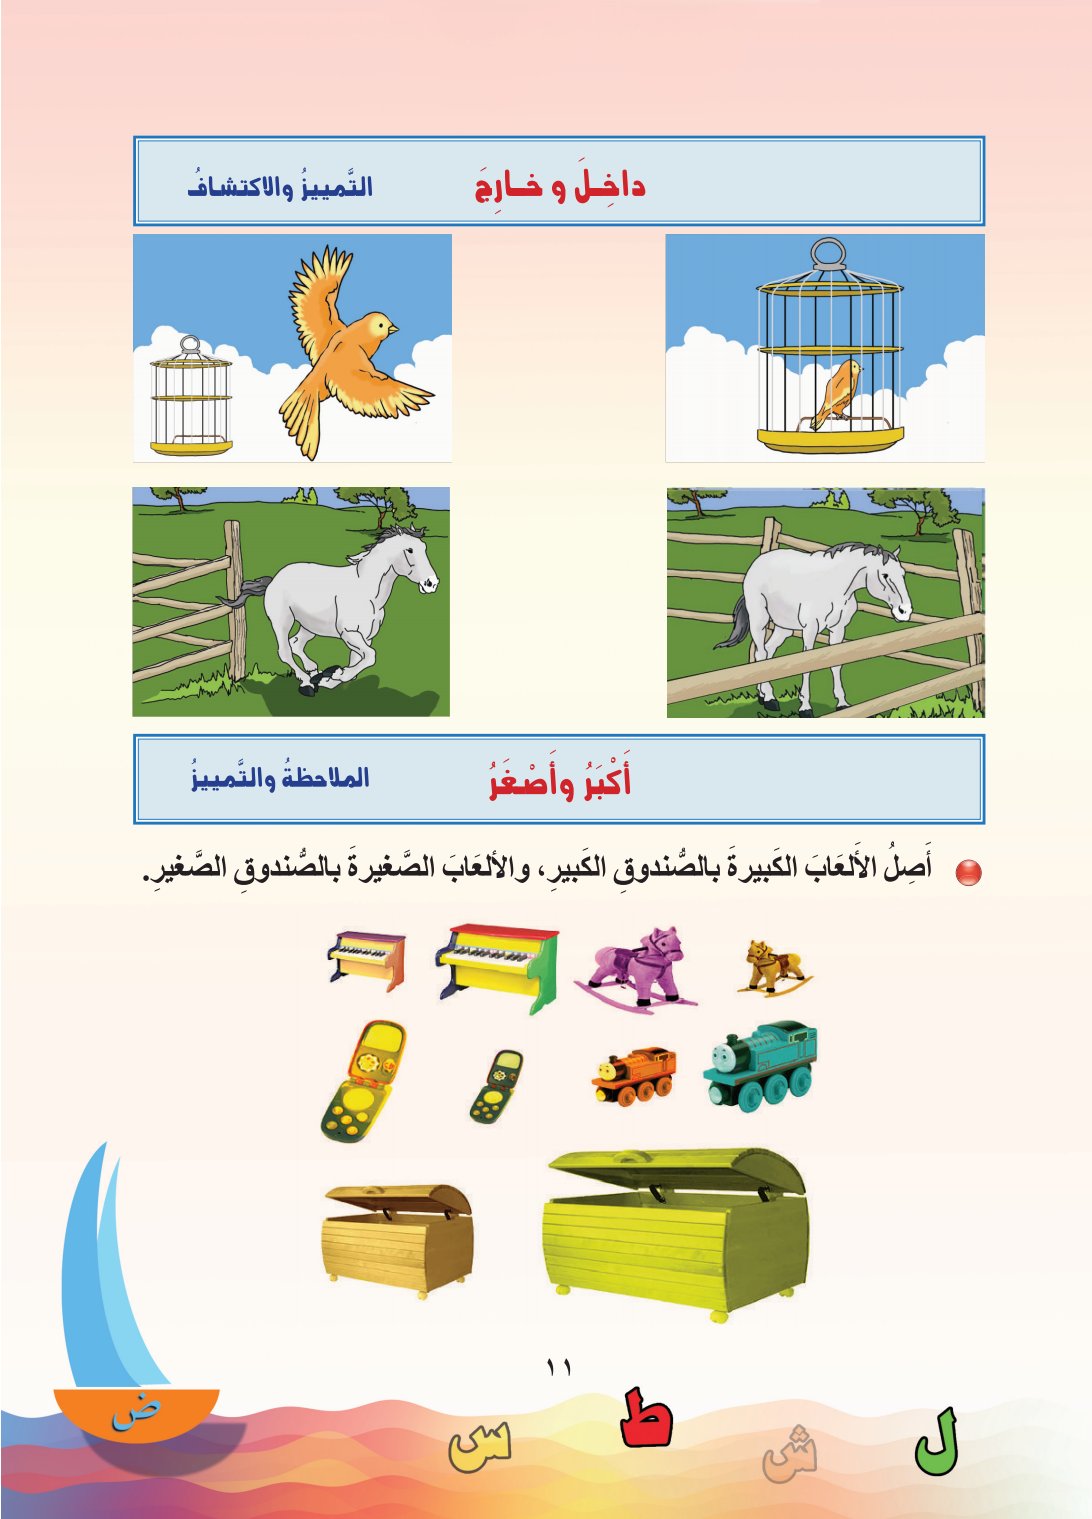 داخِلَ و خارِجَ
التَّمييزُ والاكتشافُ
أَكْبَرُ وأَصْغَرُ
الملاحظةُ والتَّمييزُ
أَصِلُ الأَلعَابَ الكَبيرةَ بالصُّندوقِ الكَبيرِ، والألعَابَ الصَّغيرةَ بالصُّندوقِ الصَّغيرِ.
١١
ل
ش
ط
س
ض